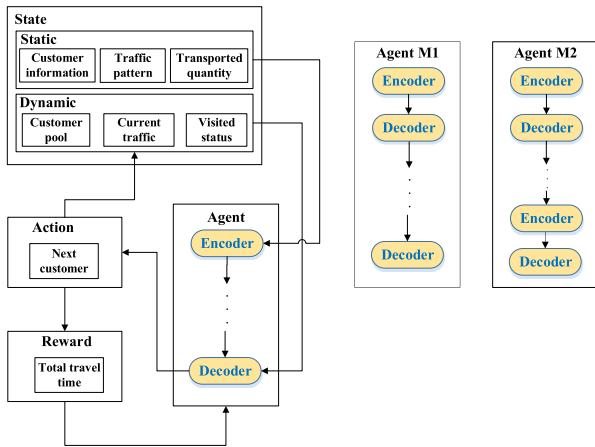 State
Static
Customer
information
Traffic
pattern
Transported
quantity
Dynamic
Customer
pool
Current
traffic
Visited
status
Action
Next
customer
Reward
Total travel
time
Agent
Encoder
Decoder
Agent M1
Encoder
Decoder
Decoder
Agent M2
Encoder
Decoder
Encoder
Decoder